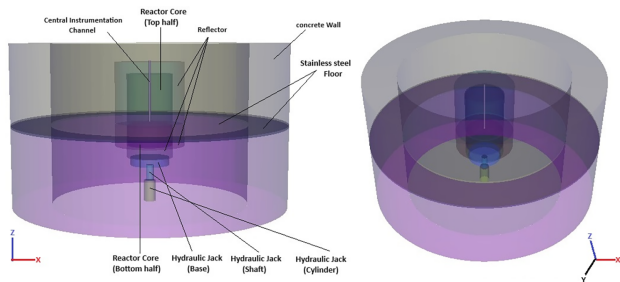 Central Instrumentation
Channel
Reactor Core
(Top half)
Reflector
concrete Wall
Stainless steel
Floor
Z
X
Reactor Core
(Bottom half)
Hydraulic Jack
(Base)
Hydraulic Jack
(Shaft)
Hydraulic Jack
(Cylinder)
Z
X
Y